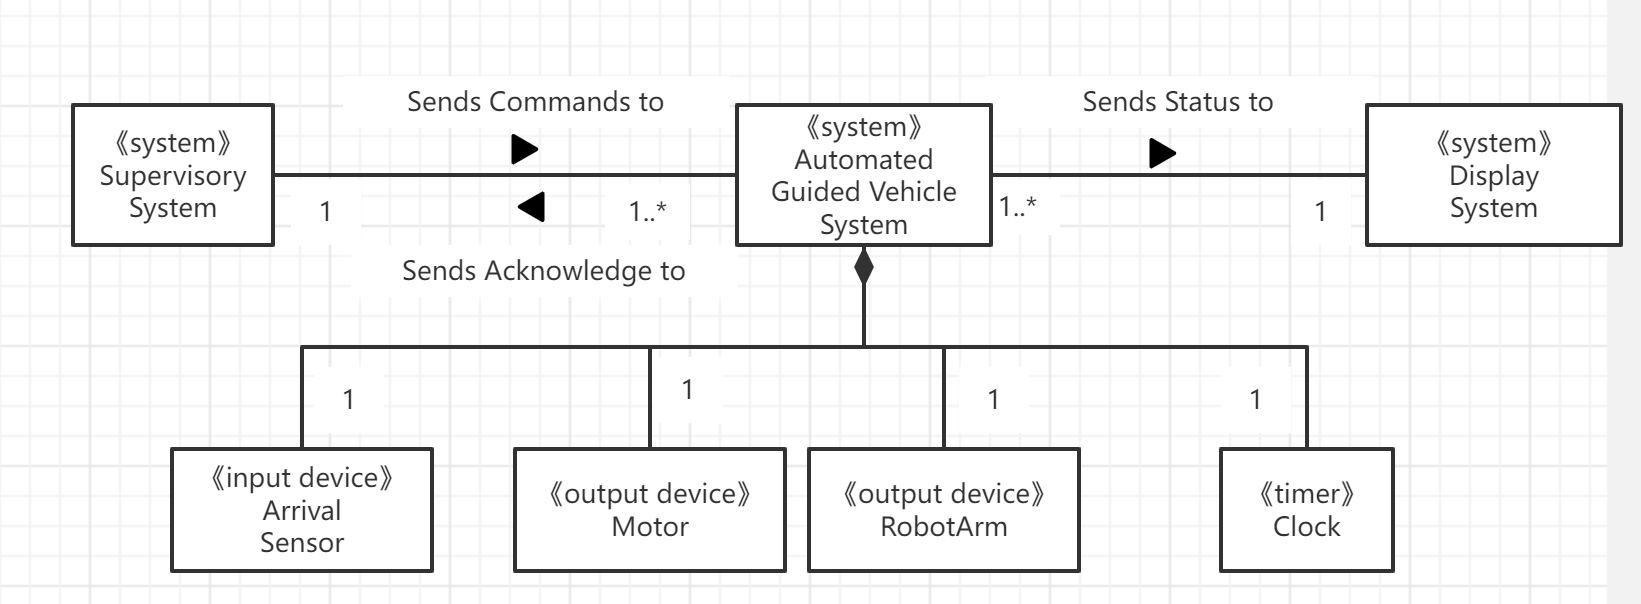 Sends Commands to
Sends Status to
《system》
Supervisory
System
《system》
Automated
Guided Vehicle
System
《system》
Display
System
1
1..*
1..*
1
Sends Acknowledge to
1
1
1
1
《input device》
Arrival
Sensor
《output device》
Motor
《output device》
RobotArm
《timer》
Clock